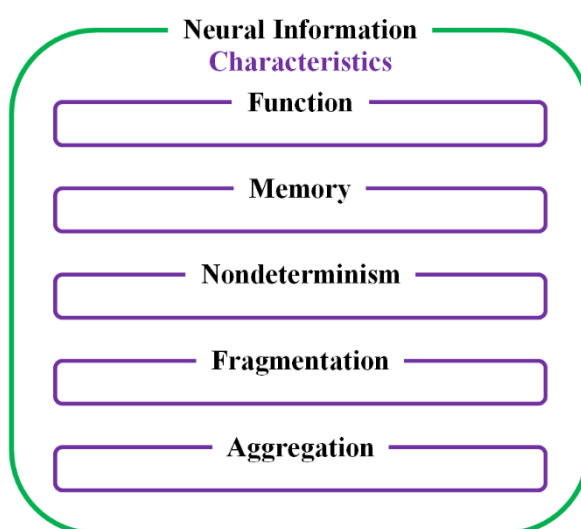 Neural Information
Characteristics
Function
Memory
Nondeterminism
Fragmentation
Aggregation